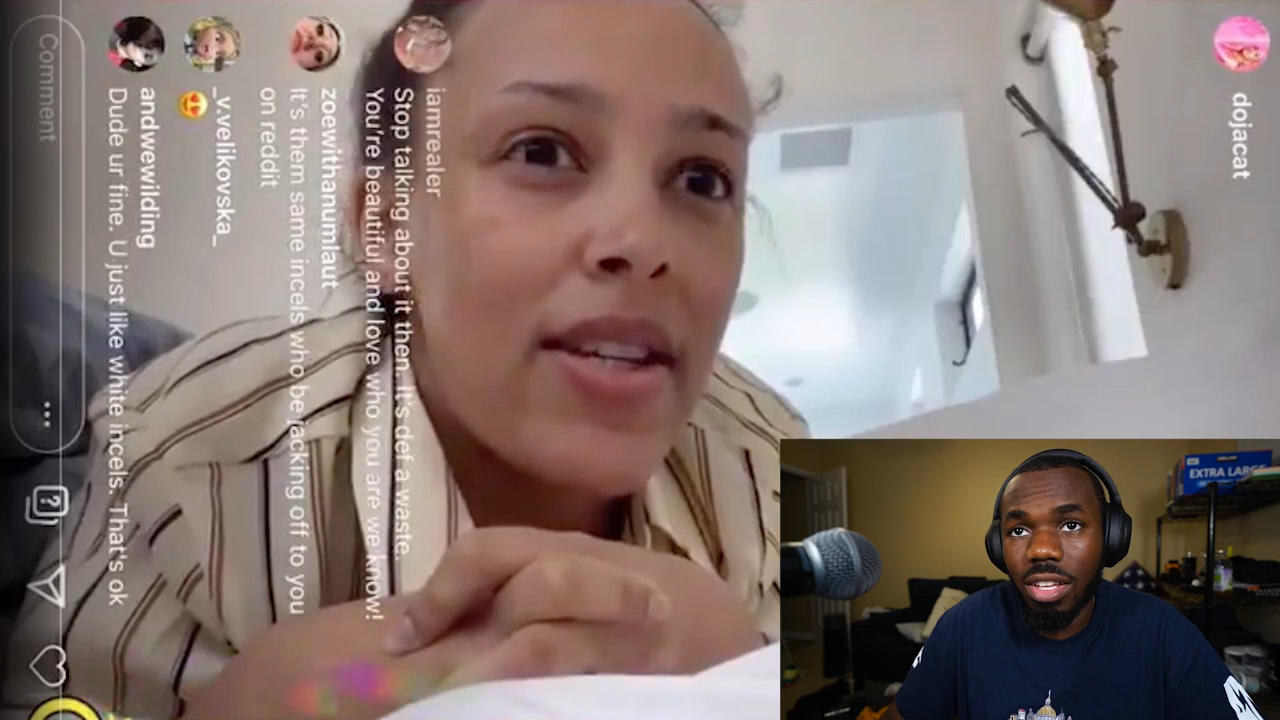 dojacat
iamrealer
Stop talking about it then. It's def a waste.
You're beautiful and love who you are we know!
zoewithanumlaut
It's them same incels who be jacking off to you
on reddit
_v.velikovska_
😍
andwewilding
Dude ur fine. U just like white incels. That's ok
Comment
EXTRA LARGE